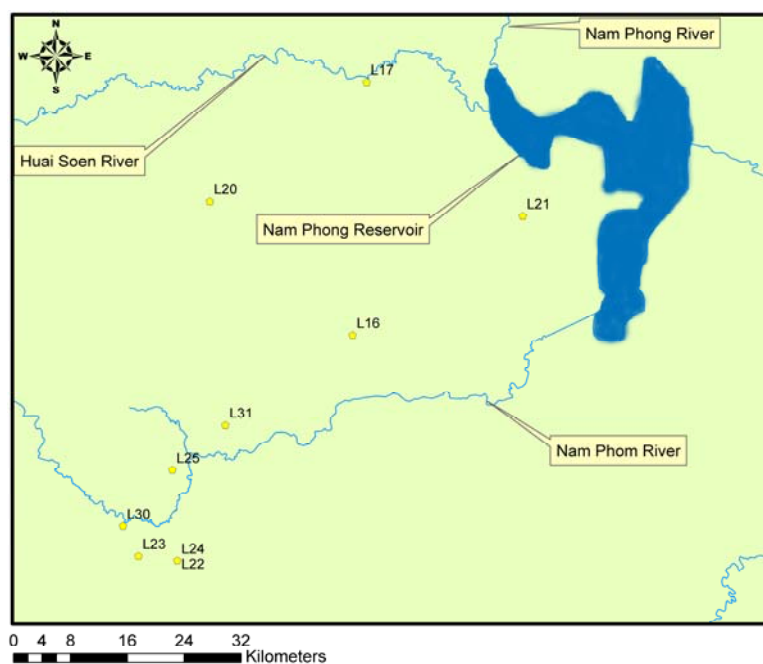 N
W E
S
Nam Phong River
L17
Huai Soen River
L20
L21
Nam Phong Reservoir
L16
L31
Nam Phom River
L25
L30
L23
L24
L22
0 4 8 16 24 32
Kilometers